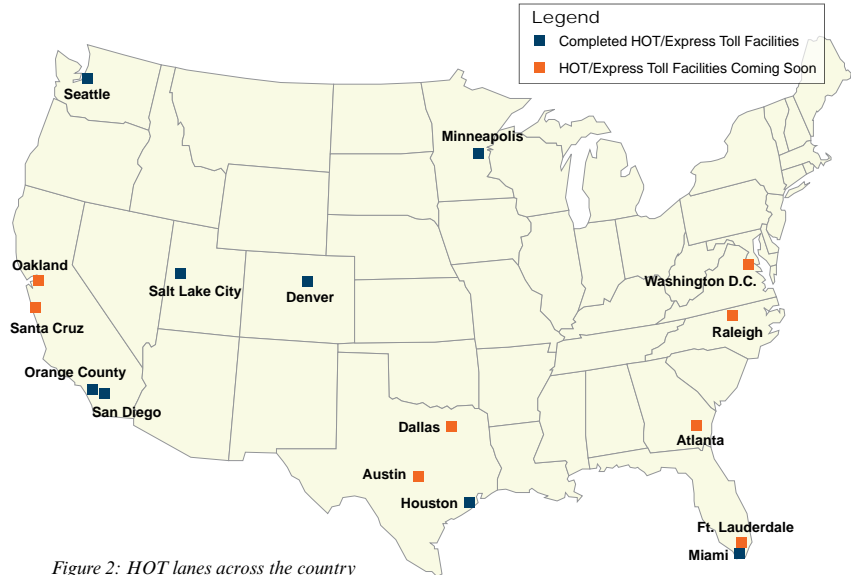 Legend
Completed HOT/Express Toll Facilities
HOT/Express Toll Facilities Coming Soon
Seattle
Minneapolis
Oakland
Salt Lake City
Denver
Washington D.C.
Santa Cruz
Raleigh
Orange County
San Diego
Dallas
Atlanta
Austin
Houston
Ft. Lauderdale
Miami
Figure 2: HOT lanes across the country